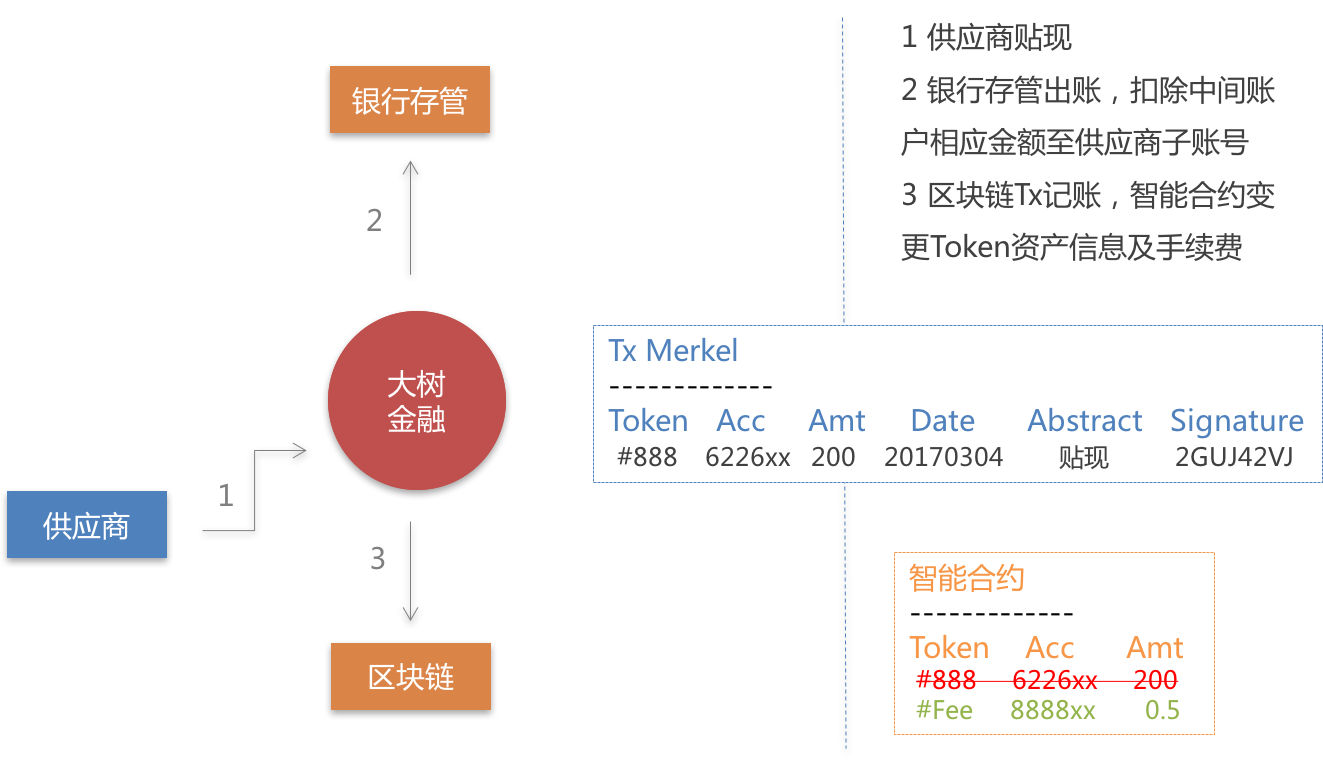 银行存管
2
大树
金融
1
供应商
3
区块链
1 供应商贴现
2 银行存管出账，扣除中间账
户相应金额至供应商子账号
3 区块链Tx记账，智能合约变
更Token资产信息及手续费
Tx Merkel
-------------
Token Acc Amt Date Abstract Signature
#888 6226xx 200 20170304 贴现 2GUJ42VJ
智能合约
-------------
Token Acc Amt
#888 6226xx 200
#Fee 8888xx 0.5